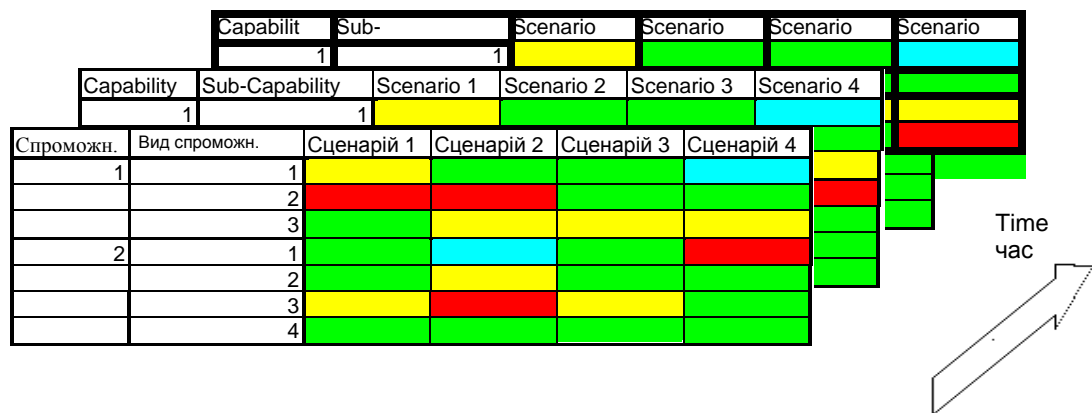 Capabilit Sub- Scenario Scenario Scenario Scenario
1 1
Capability Sub-Capability Scenario 1 Scenario 2 Scenario 3 Scenario 4
1 1
Спроможн. Вид спроможн. Сценарій 1 Сценарій 2 Сценарій 3 Сценарій 4
1 1
2
3
2 1
2
3
4
Time
час